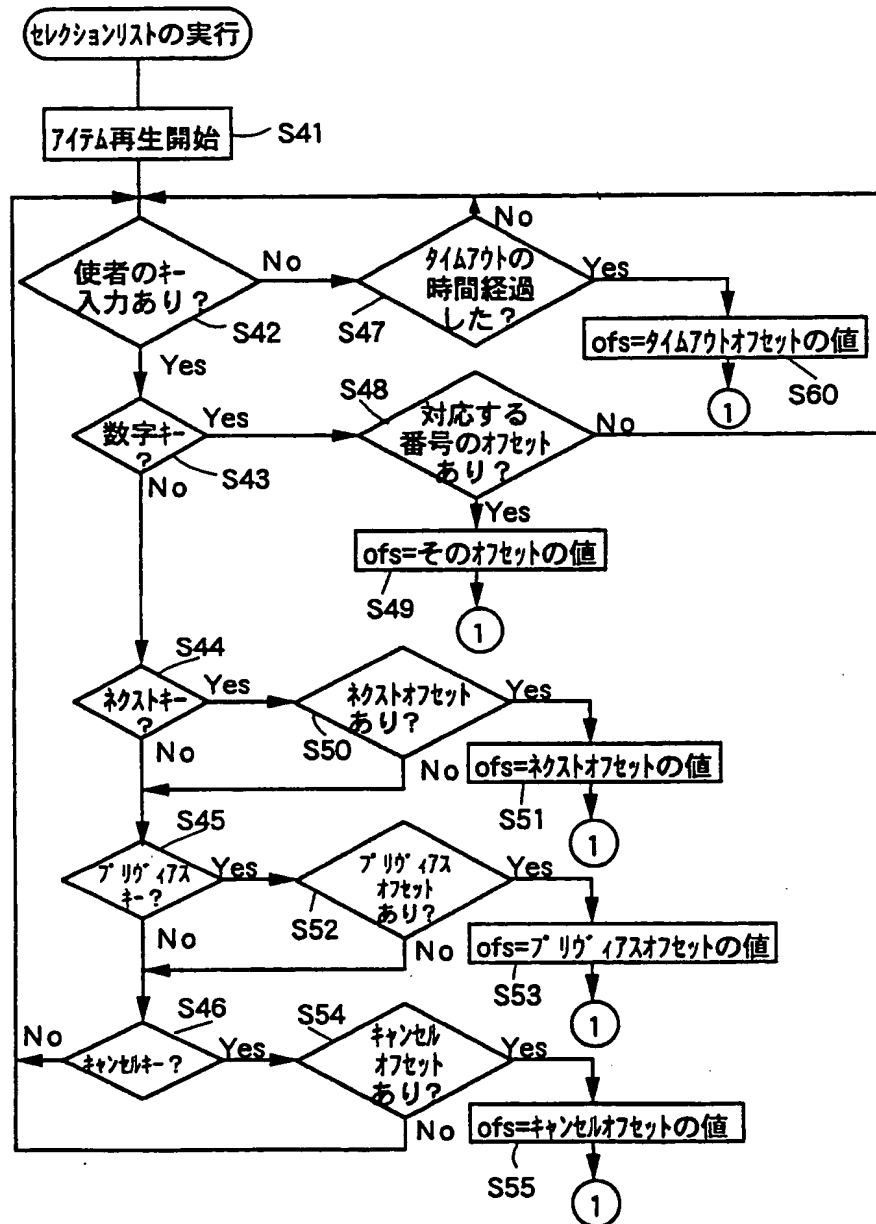 セレクションリストの実行
アイテム再生開始
S41
使者のキー
入力あり?
S42
No
Yes
タイムアウトの
時間経過
した?
S47
No
Yes
ofs=タイムアウトオフセットの値
S60
1
数字キー
?
S43
Yes
No
S48
対応する
番号のオフセット
あり?
No
Yes
ofs=そのオフセットの値
S49
1
S44
ネクストキー
?
Yes
No
ネクストオフセット
あり?
S50
Yes
No
ofs=ネクストオフセットの値
S51
1
S45
プリヴィアス
キー?
Yes
No
プリヴィアス
オフセット
あり?
S52
Yes
No
ofs=プリヴィアスオフセットの値
S53
1
S46
キャンセルキー?
No
Yes
S54
キャンセル
オフセット
あり?
Yes
No
ofs=キャンセルオフセットの値
S55
1